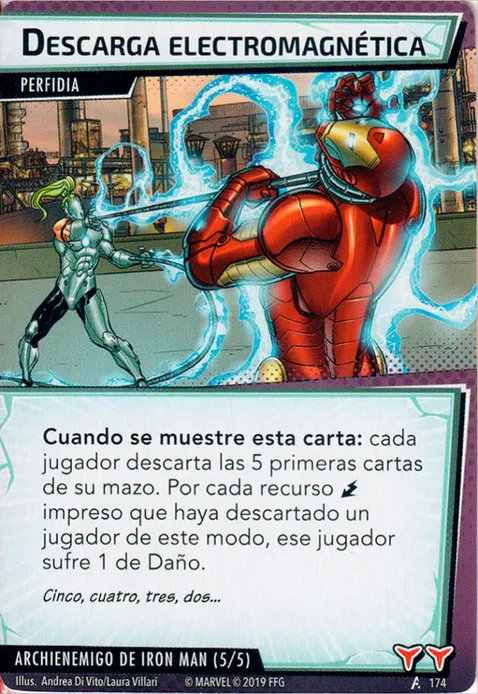 DESCARGA ELECTROMAGNÉTICA
PERFIDIA
Cuando se muestre esta carta: cada
jugador descarta las 5 primeras cartas
de su mazo. Por cada recurso
impreso que haya descartado un
jugador de este modo, ese jugador
sufre 1 de Daño.
Cinco, cuatro, tres, dos...
ARCHIENEMIGO DE IRON MAN (5/5)
Illus. Andrea Di Vito/Laura Villari © MARVEL © 2019 FFG 174